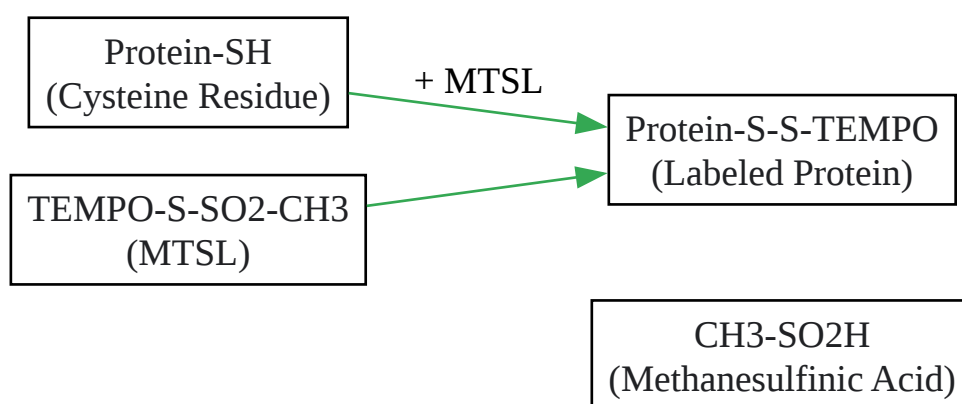 Protein-SH
(Cysteine Residue)
+ MTSL
Protein-S-S-TEMPO
(Labeled Protein)
TEMPO-S-SO2-CH3
(MTSL)
CH3-SO2H
(Methanesulfinic Acid)